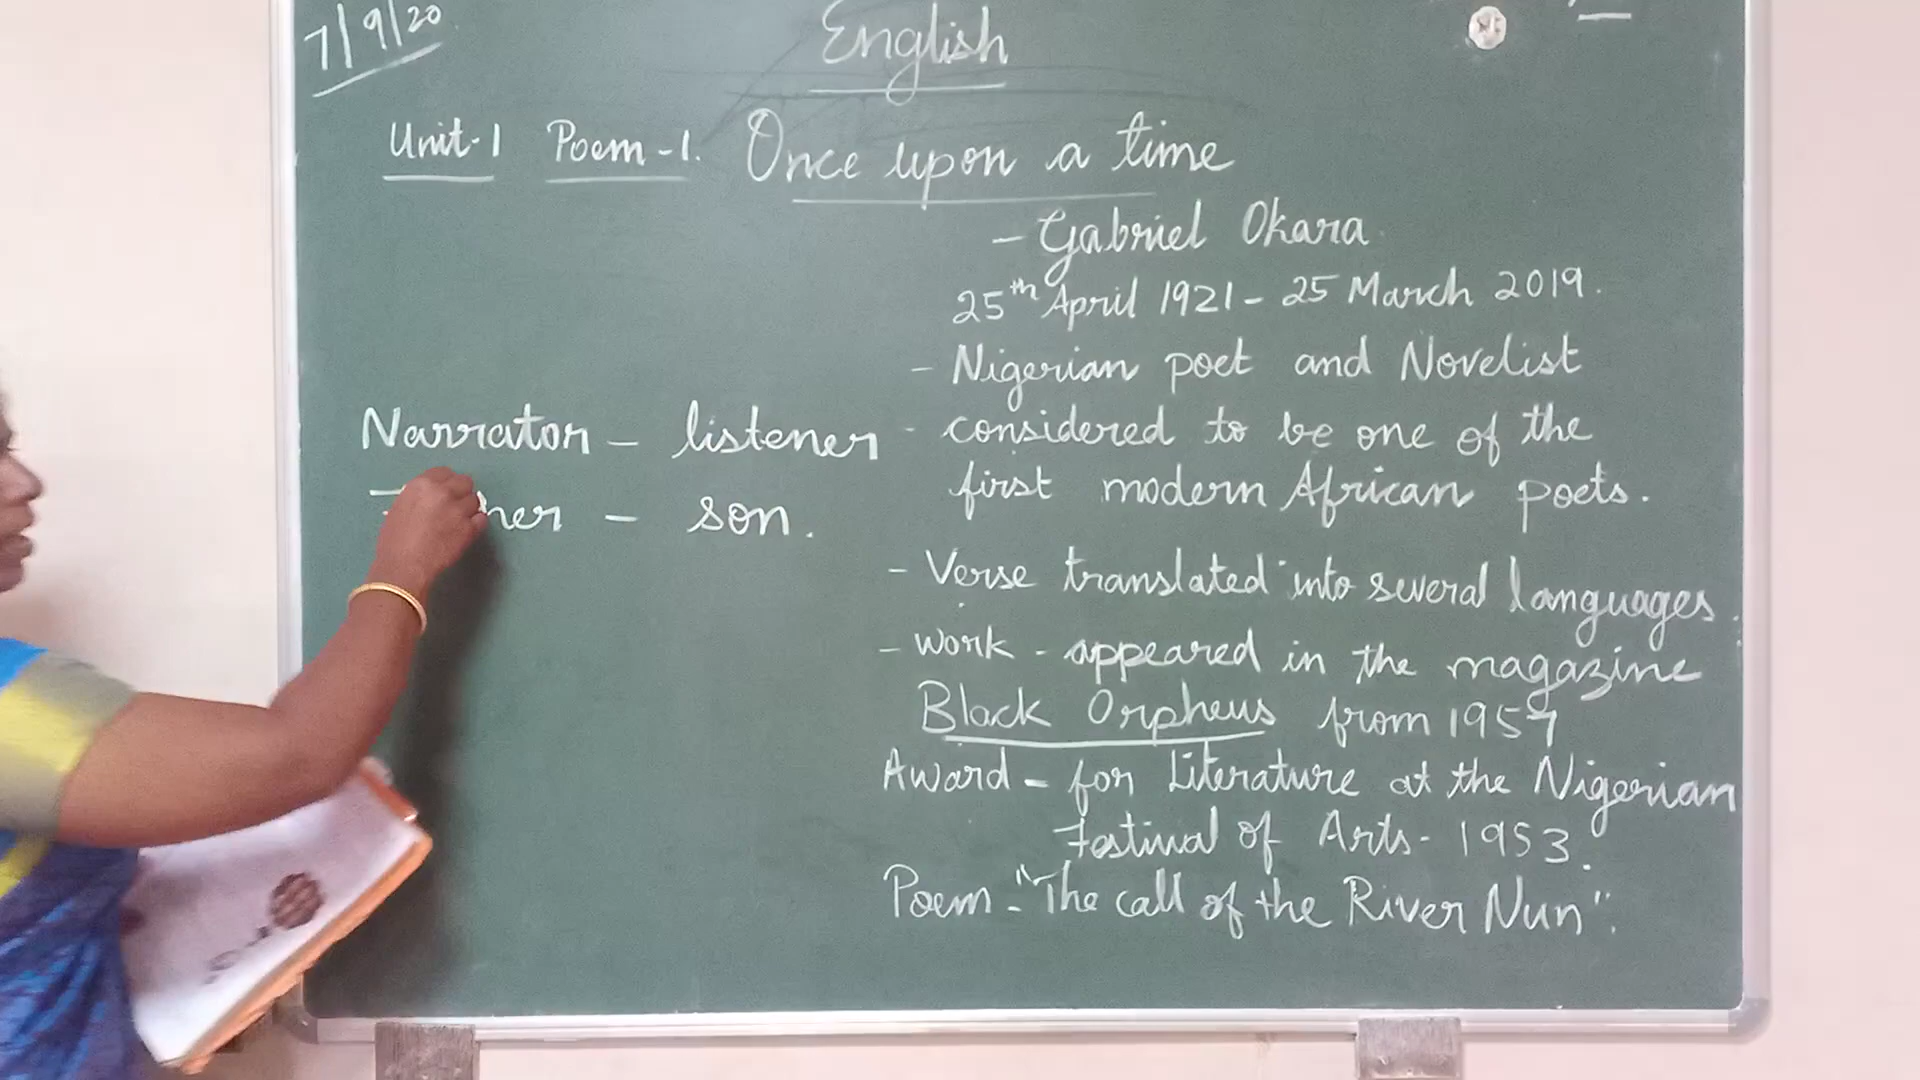 7/9/20
English
Unit-1 Poem-1. Once upon a time
- Gabriel Okara
25th April 1921 - 25 March 2019.
- Nigerian poet and Novelist
- considered to be one of the
first modern African poets.
Narrator - listener
- son.
- Verse translated into several languages.
- work - appeared in the magazine
Black Orpheus from 1957
Award - for Literature at the Nigerian
Festival of Arts - 1953.
Poem - "The call of the River Nun".